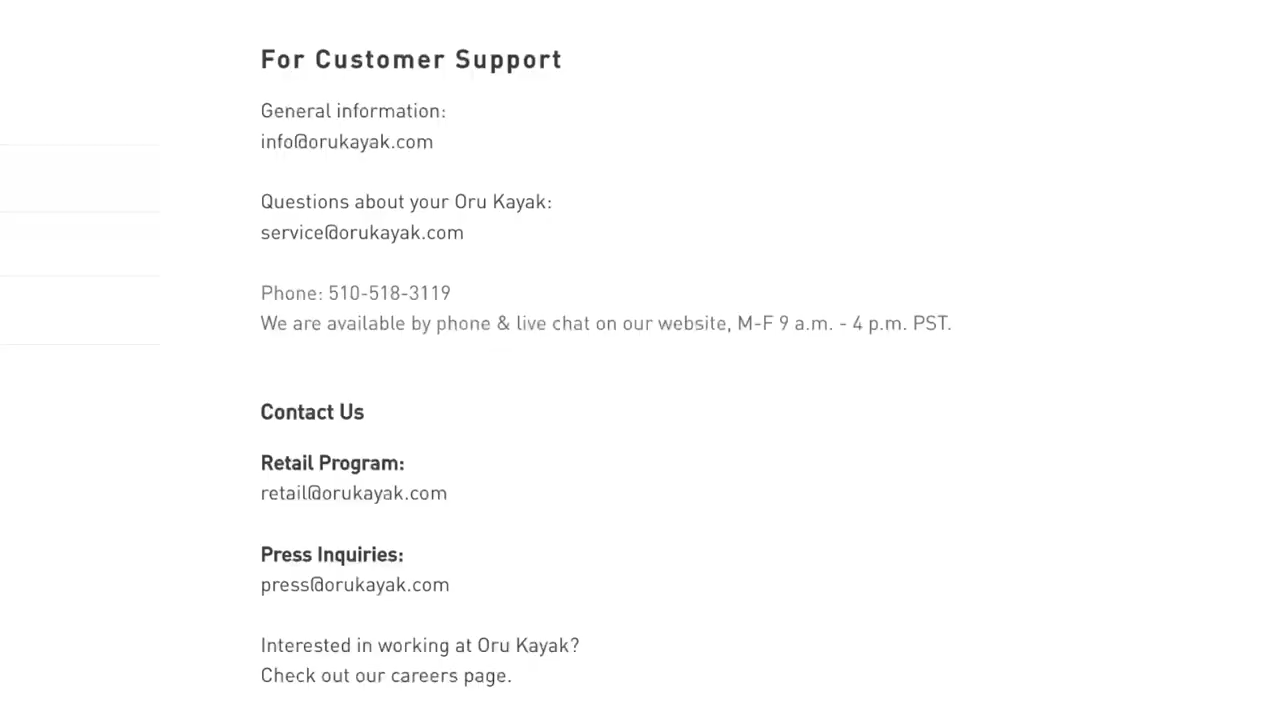 For Customer Support
General information:
info@orukayak.com
Questions about your Oru Kayak:
service@orukayak.com
Phone: 510-518-3119
We are available by phone & live chat on our website, M-F 9 a.m. - 4 p.m. PST.
Contact Us
Retail Program:
retail@orukayak.com
Press Inquiries:
press@orukayak.com
Interested in working at Oru Kayak?
Check out our careers page.